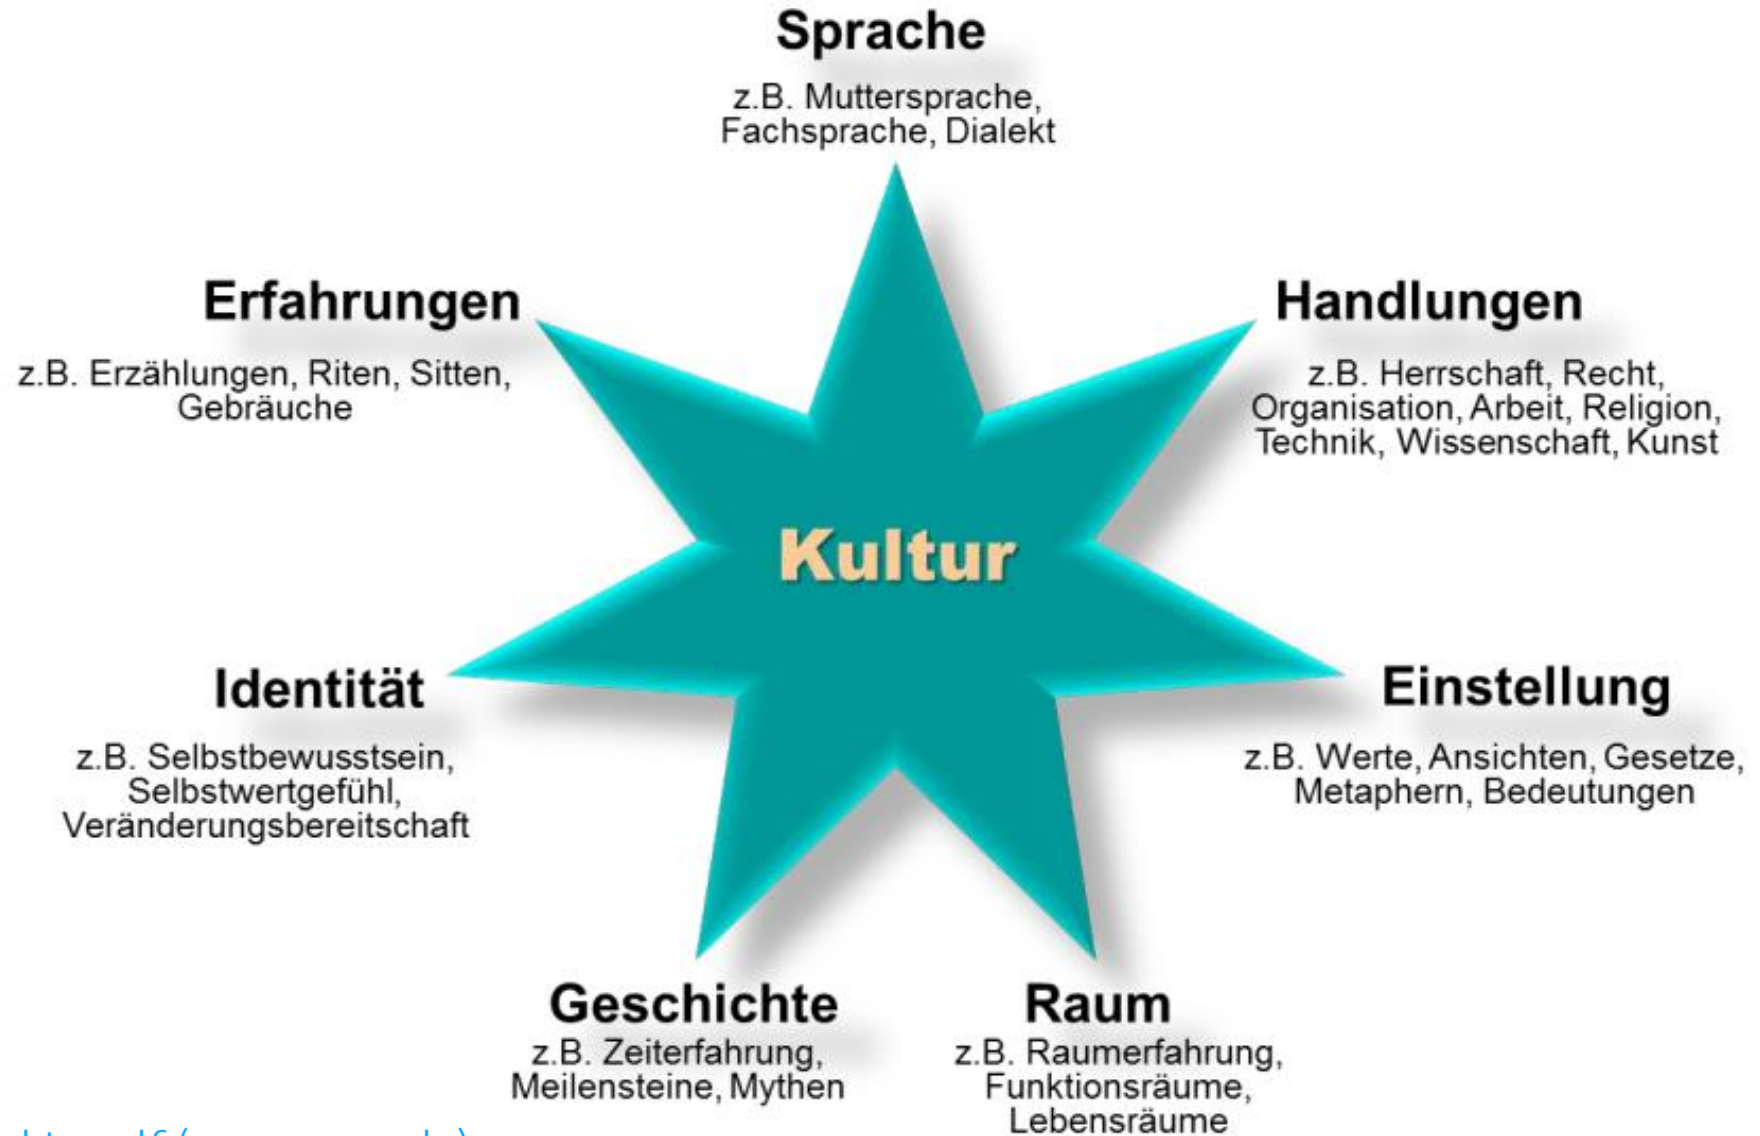 Sprache
z.B. Muttersprache,
Fachsprache, Dialekt
Erfahrungen
z.B. Erzählungen, Riten, Sitten,
Gebräuche
Handlungen
z.B. Herrschaft, Recht,
Organisation, Arbeit, Religion,
Technik, Wissenschaft, Kunst
Kultur
Identität
z.B. Selbstbewusstsein,
Selbstwertgefühl,
Veränderungsbereitschaft
Einstellung
z.B. Werte, Ansichten, Gesetze,
Metaphern, Bedeutungen
Geschichte
z.B. Zeiterfahrung,
Meilensteine, Mythen
Raum
z.B. Raumerfahrung,
Funktionsräume,
Lebensräume